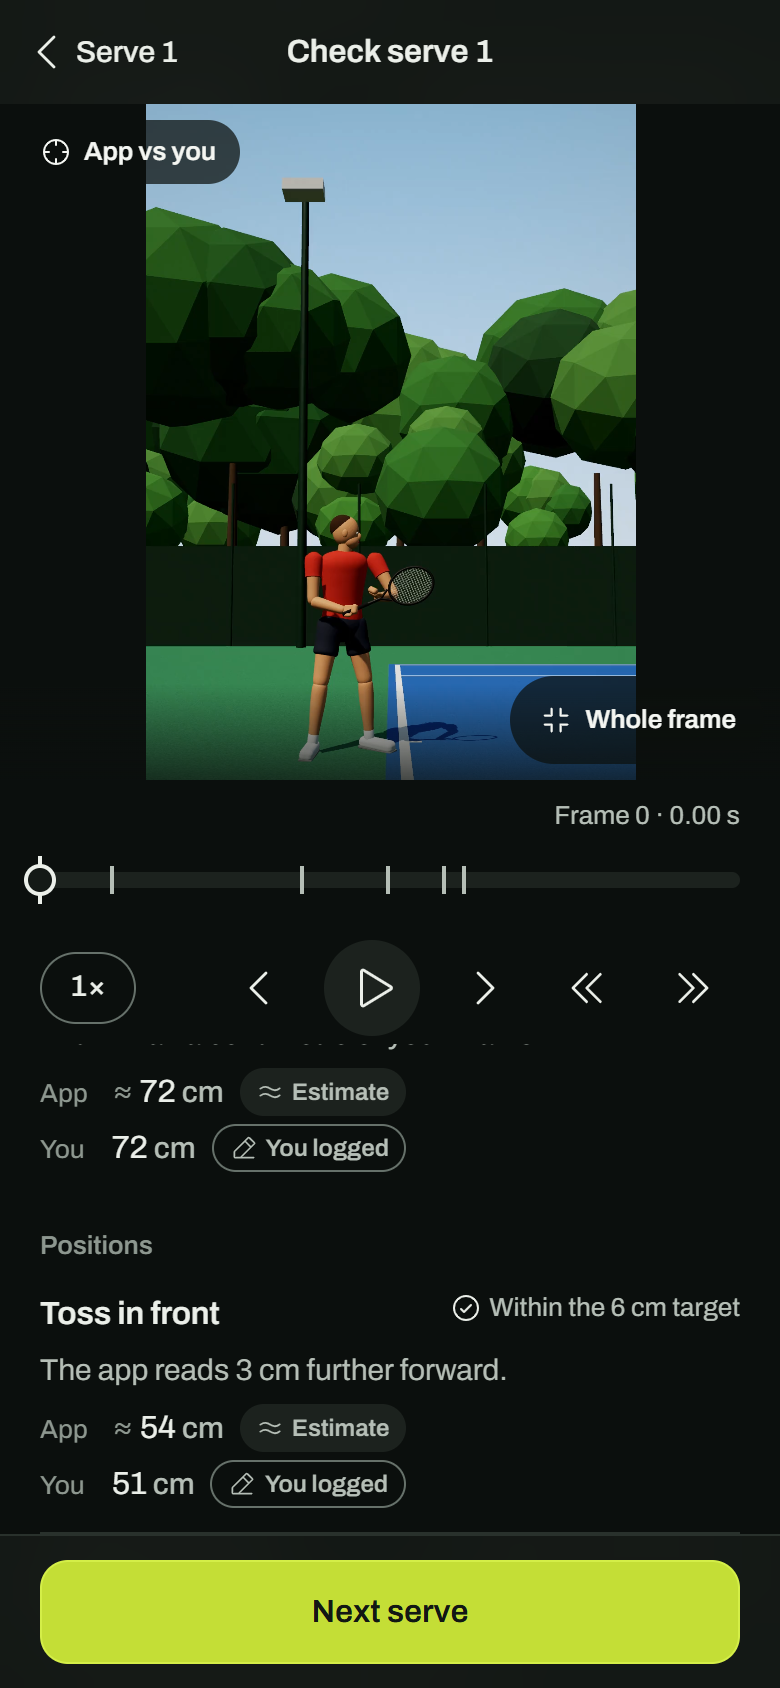 Serve 1
Check serve 1
App vs you
Whole frame
Frame 0 · 0.00 s
1×
App ≈ 72 cm Estimate
You 72 cm You logged
Positions
Toss in front
Within the 6 cm target
The app reads 3 cm further forward.
App ≈ 54 cm Estimate
You 51 cm You logged
Next serve